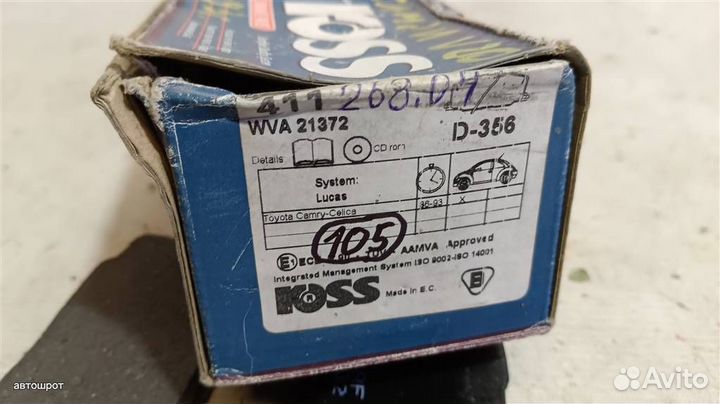 ROSS
411 268.04
WVA 21372
D-356
Details
CD rom
System:
Lucas
Toyota Camry-Celica
86-93
X
105
AAMVA Approved
Integrated Management System ISO 9002-ISO 14001
ROSS
Made in E.C.
E
автошрот
Avito